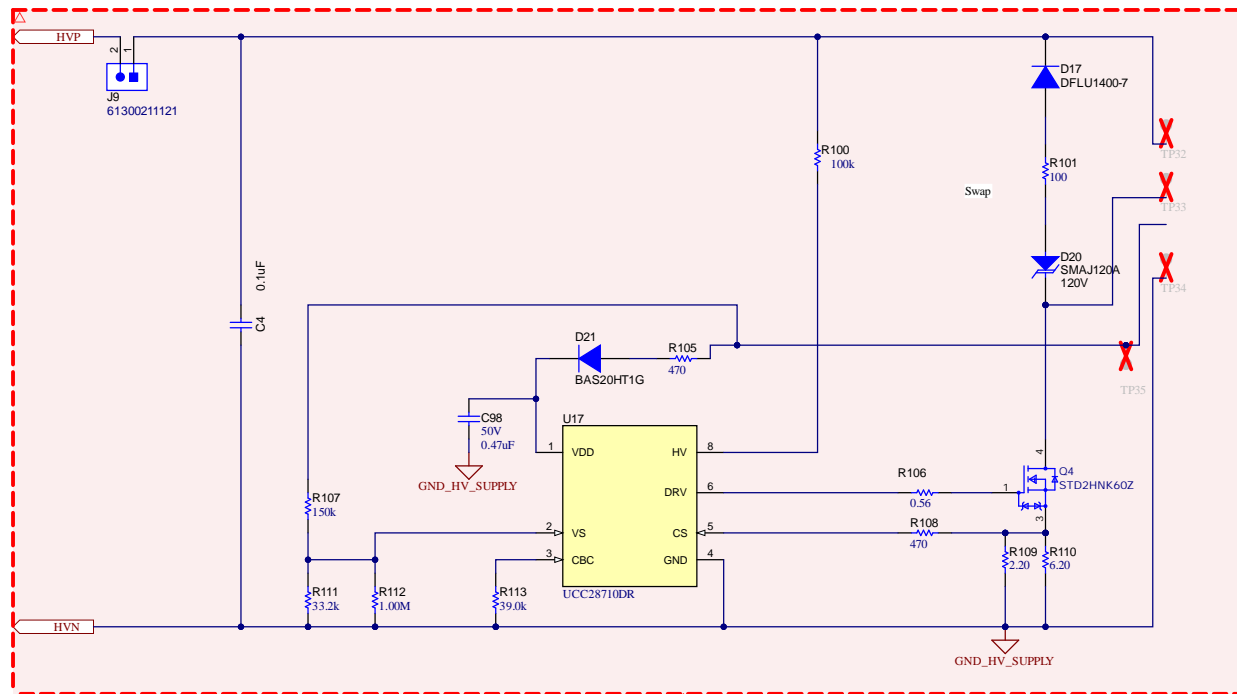 HVP
2
1
J9
61300211121
D17
DFLU1400-7
R100
100k
TP32
R101
100
Swap
TP33
D20
SMAJ120A
120V
TP34
0.1uF
C4
D21
BAS20HT1G
R105
470
TP35
C98
50V
0.47uF
GND_HV_SUPPLY
U17
1
VDD
HV
8
DRV
6
R106
0.56
1
4
Q4
STD2HNK60Z
3
R107
150k
2
VS
CS
5
R108
470
3
CBC
GND
4
R109
2.20
R110
6.20
UCC28710DR
R111
33.2k
R112
1.00M
R113
39.0k
HVN
GND_HV_SUPPLY